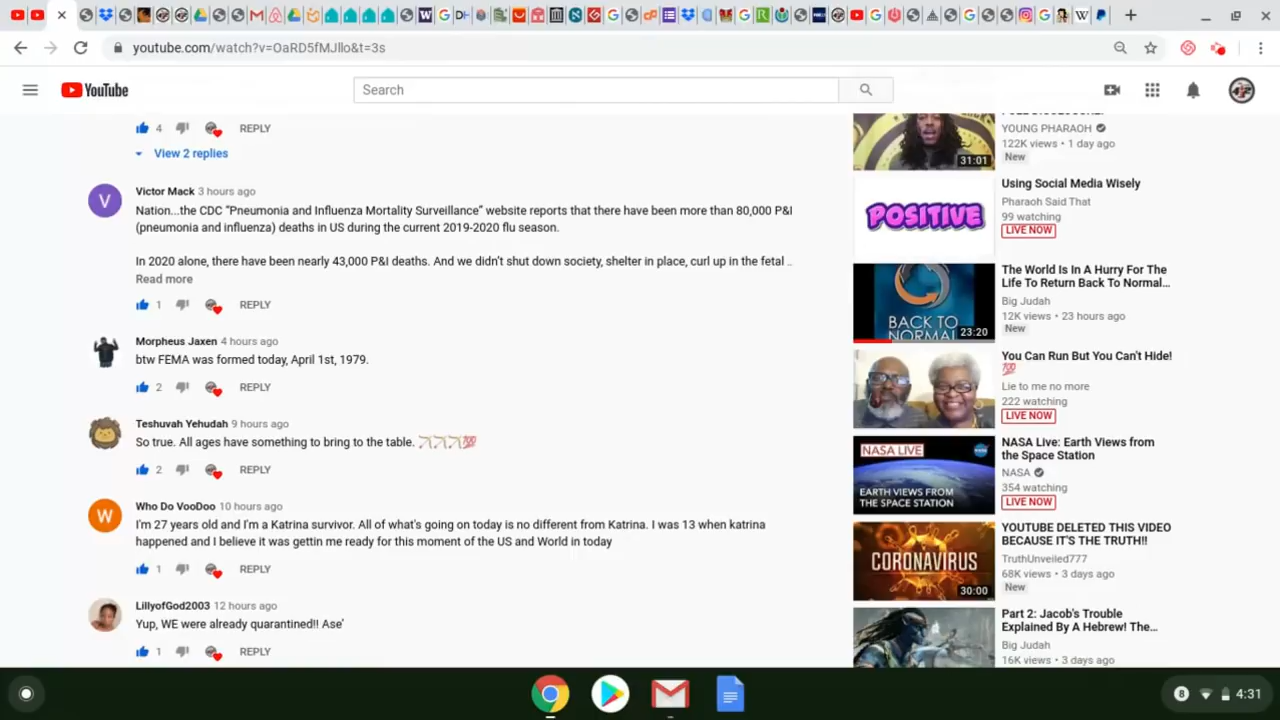 youtube.com/watch?v=OaRD5fMJllo&t=3s
YouTube
Search
4 REPLY
View 2 replies
Victor Mack 3 hours ago
Nation...the CDC “Pneumonia and Influenza Mortality Surveillance” website reports that there have been more than 80,000 P&I
(pneumonia and influenza) deaths in US during the current 2019-2020 flu season.
In 2020 alone, there have been nearly 43,000 P&I deaths. And we didn't shut down society, shelter in place, curl up in the fetal ..
Read more
1 REPLY
Morpheus Jaxen 4 hours ago
btw FEMA was formed today, April 1st, 1979.
2 REPLY
Teshuvah Yehudah 9 hours ago
So true. All ages have something to bring to the table. 🏹🏹🏹💯
2 REPLY
Who Do VooDoo 10 hours ago
I'm 27 years old and I'm a Katrina survivor. All of what's going on today is no different from Katrina. I was 13 when katrina
happened and I believe it was gettin me ready for this moment of the US and World in today
1 REPLY
LillyofGod2003 12 hours ago
Yup, WE were already quarantined!! Ase'
1 REPLY
31:01
YOUNG PHARAOH
122K views • 1 day ago
New
POSITIVE
Using Social Media Wisely
Pharaoh Said That
99 watching
LIVE NOW
BACK TO
NORMAL
23:20
The World Is In A Hurry For The
Life To Return Back To Normal...
Big Judah
12K views • 23 hours ago
New
You Can Run But You Can't Hide!
💯
Lie to me no more
222 watching
LIVE NOW
NASA LIVE
EARTH VIEWS FROM
THE SPACE STATION
NASA Live: Earth Views from
the Space Station
NASA
354 watching
LIVE NOW
CORONAVIRUS
30:00
YOUTUBE DELETED THIS VIDEO
BECAUSE IT'S THE TRUTH!!
TruthUnveiled777
68K views • 3 days ago
New
Part 2: Jacob's Trouble
Explained By A Hebrew! The...
Big Judah
16K views • 3 days ago
8 4:31